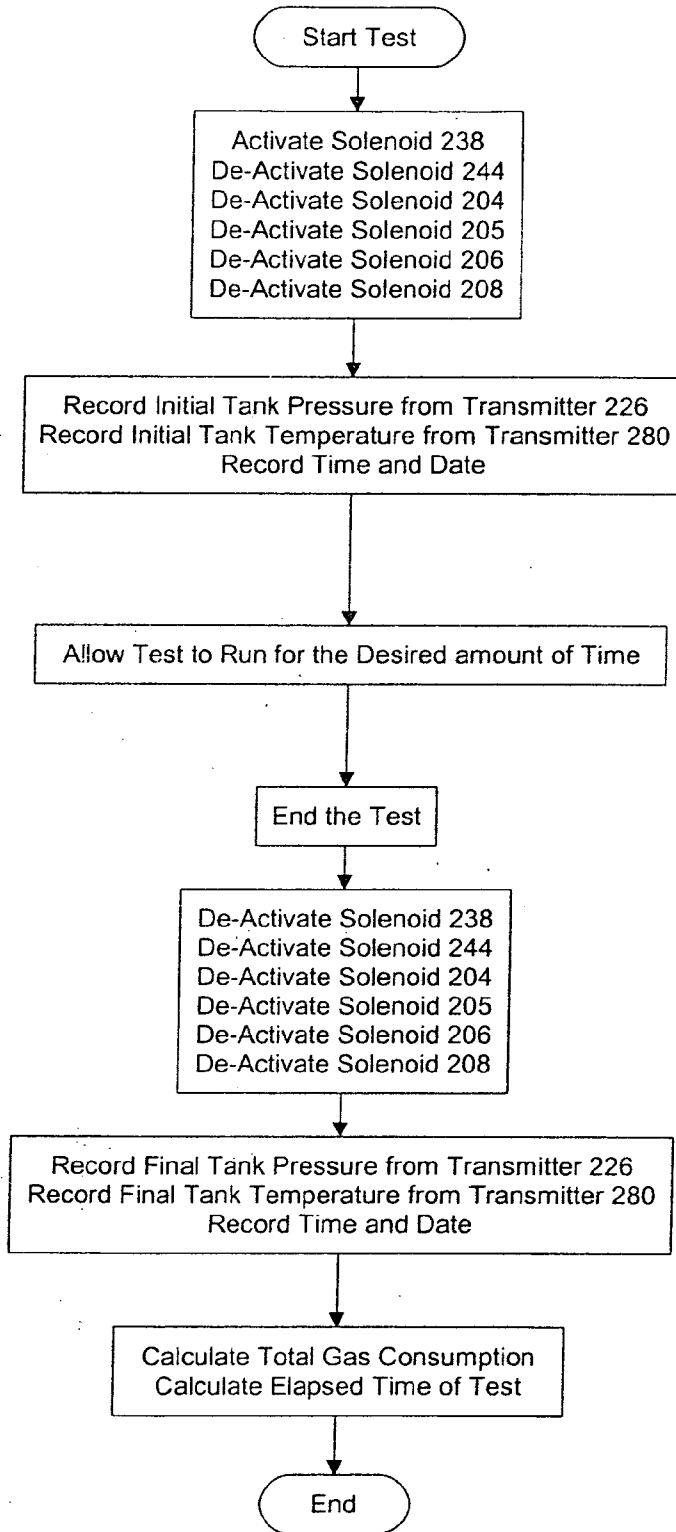 Start Test
Activate Solenoid 238
De-Activate Solenoid 244
De-Activate Solenoid 204
De-Activate Solenoid 205
De-Activate Solenoid 206
De-Activate Solenoid 208
Record Initial Tank Pressure from Transmitter 226
Record Initial Tank Temperature from Transmitter 280
Record Time and Date
Allow Test to Run for the Desired amount of Time
End the Test
De-Activate Solenoid 238
De-Activate Solenoid 244
De-Activate Solenoid 204
De-Activate Solenoid 205
De-Activate Solenoid 206
De-Activate Solenoid 208
Record Final Tank Pressure from Transmitter 226
Record Final Tank Temperature from Transmitter 280
Record Time and Date
Calculate Total Gas Consumption
Calculate Elapsed Time of Test
End